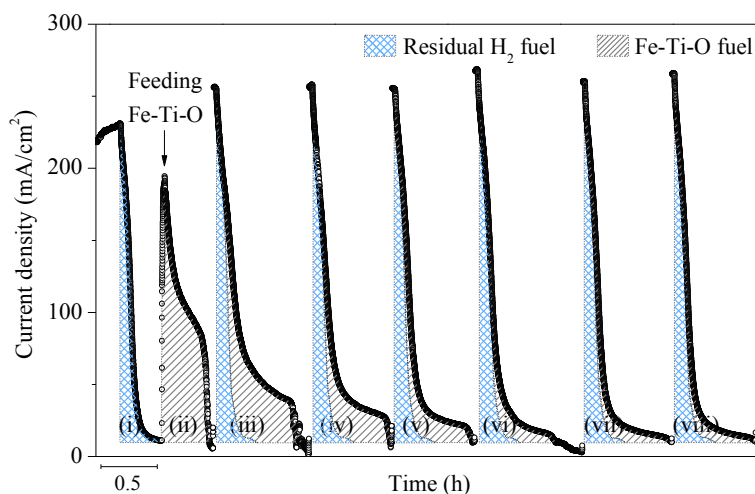 300
Residual H₂ fuel
Fe-Ti-O fuel
Feeding
Fe-Ti-O
200
100
0
Current density (mA/cm²)
(i)
(ii)
(iii)
(iv)
(v)
(vi)
(vii)
(viii)
0.5
Time (h)